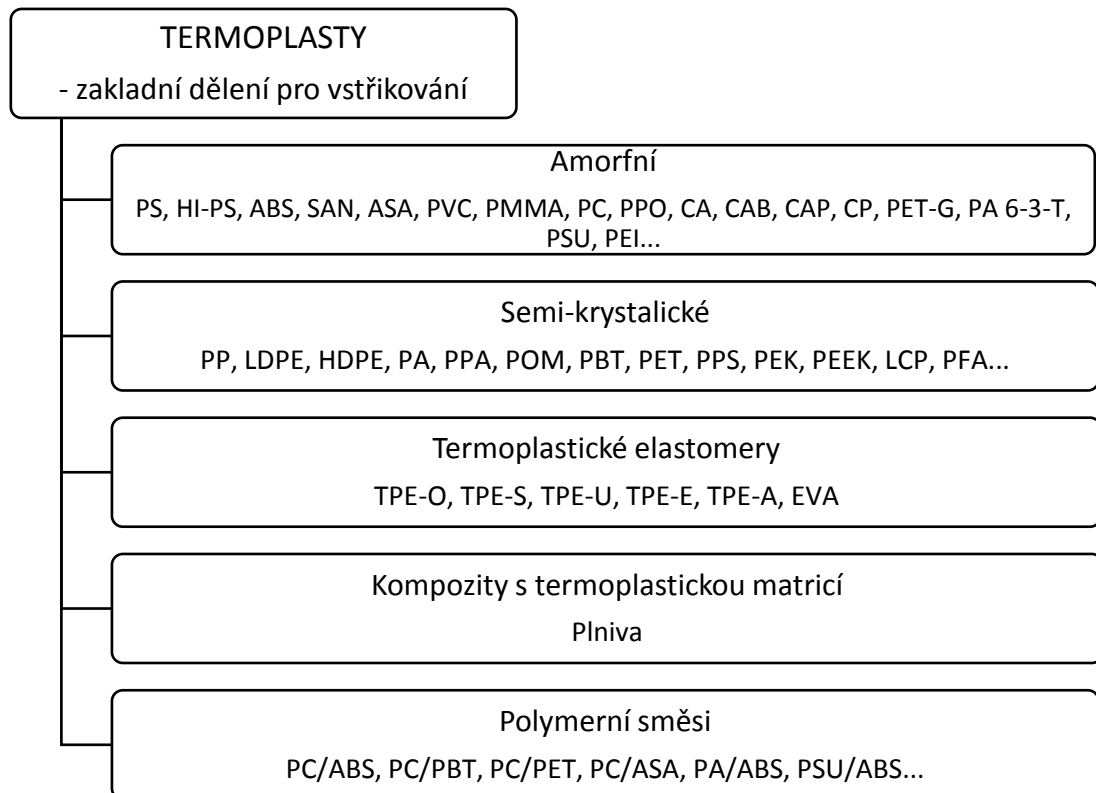 TERMOPLASTY
- zakladní dělení pro vstřikování
Amorfní
PS, HI-PS, ABS, SAN, ASA, PVC, PMMA, PC, PPO, CA, CAB, CAP, CP, PET-G, PA 6-3-T,
PSU, PEI...
Semi-krystalické
PP, LDPE, HDPE, PA, PPA, POM, PBT, PET, PPS, PEK, PEEK, LCP, PFA...
Termoplastické elastomery
TPE-O, TPE-S, TPE-U, TPE-E, TPE-A, EVA
Kompozity s termoplastickou matricí
Plniva
Polymerní směsi
PC/ABS, PC/PBT, PC/PET, PC/ASA, PA/ABS, PSU/ABS...